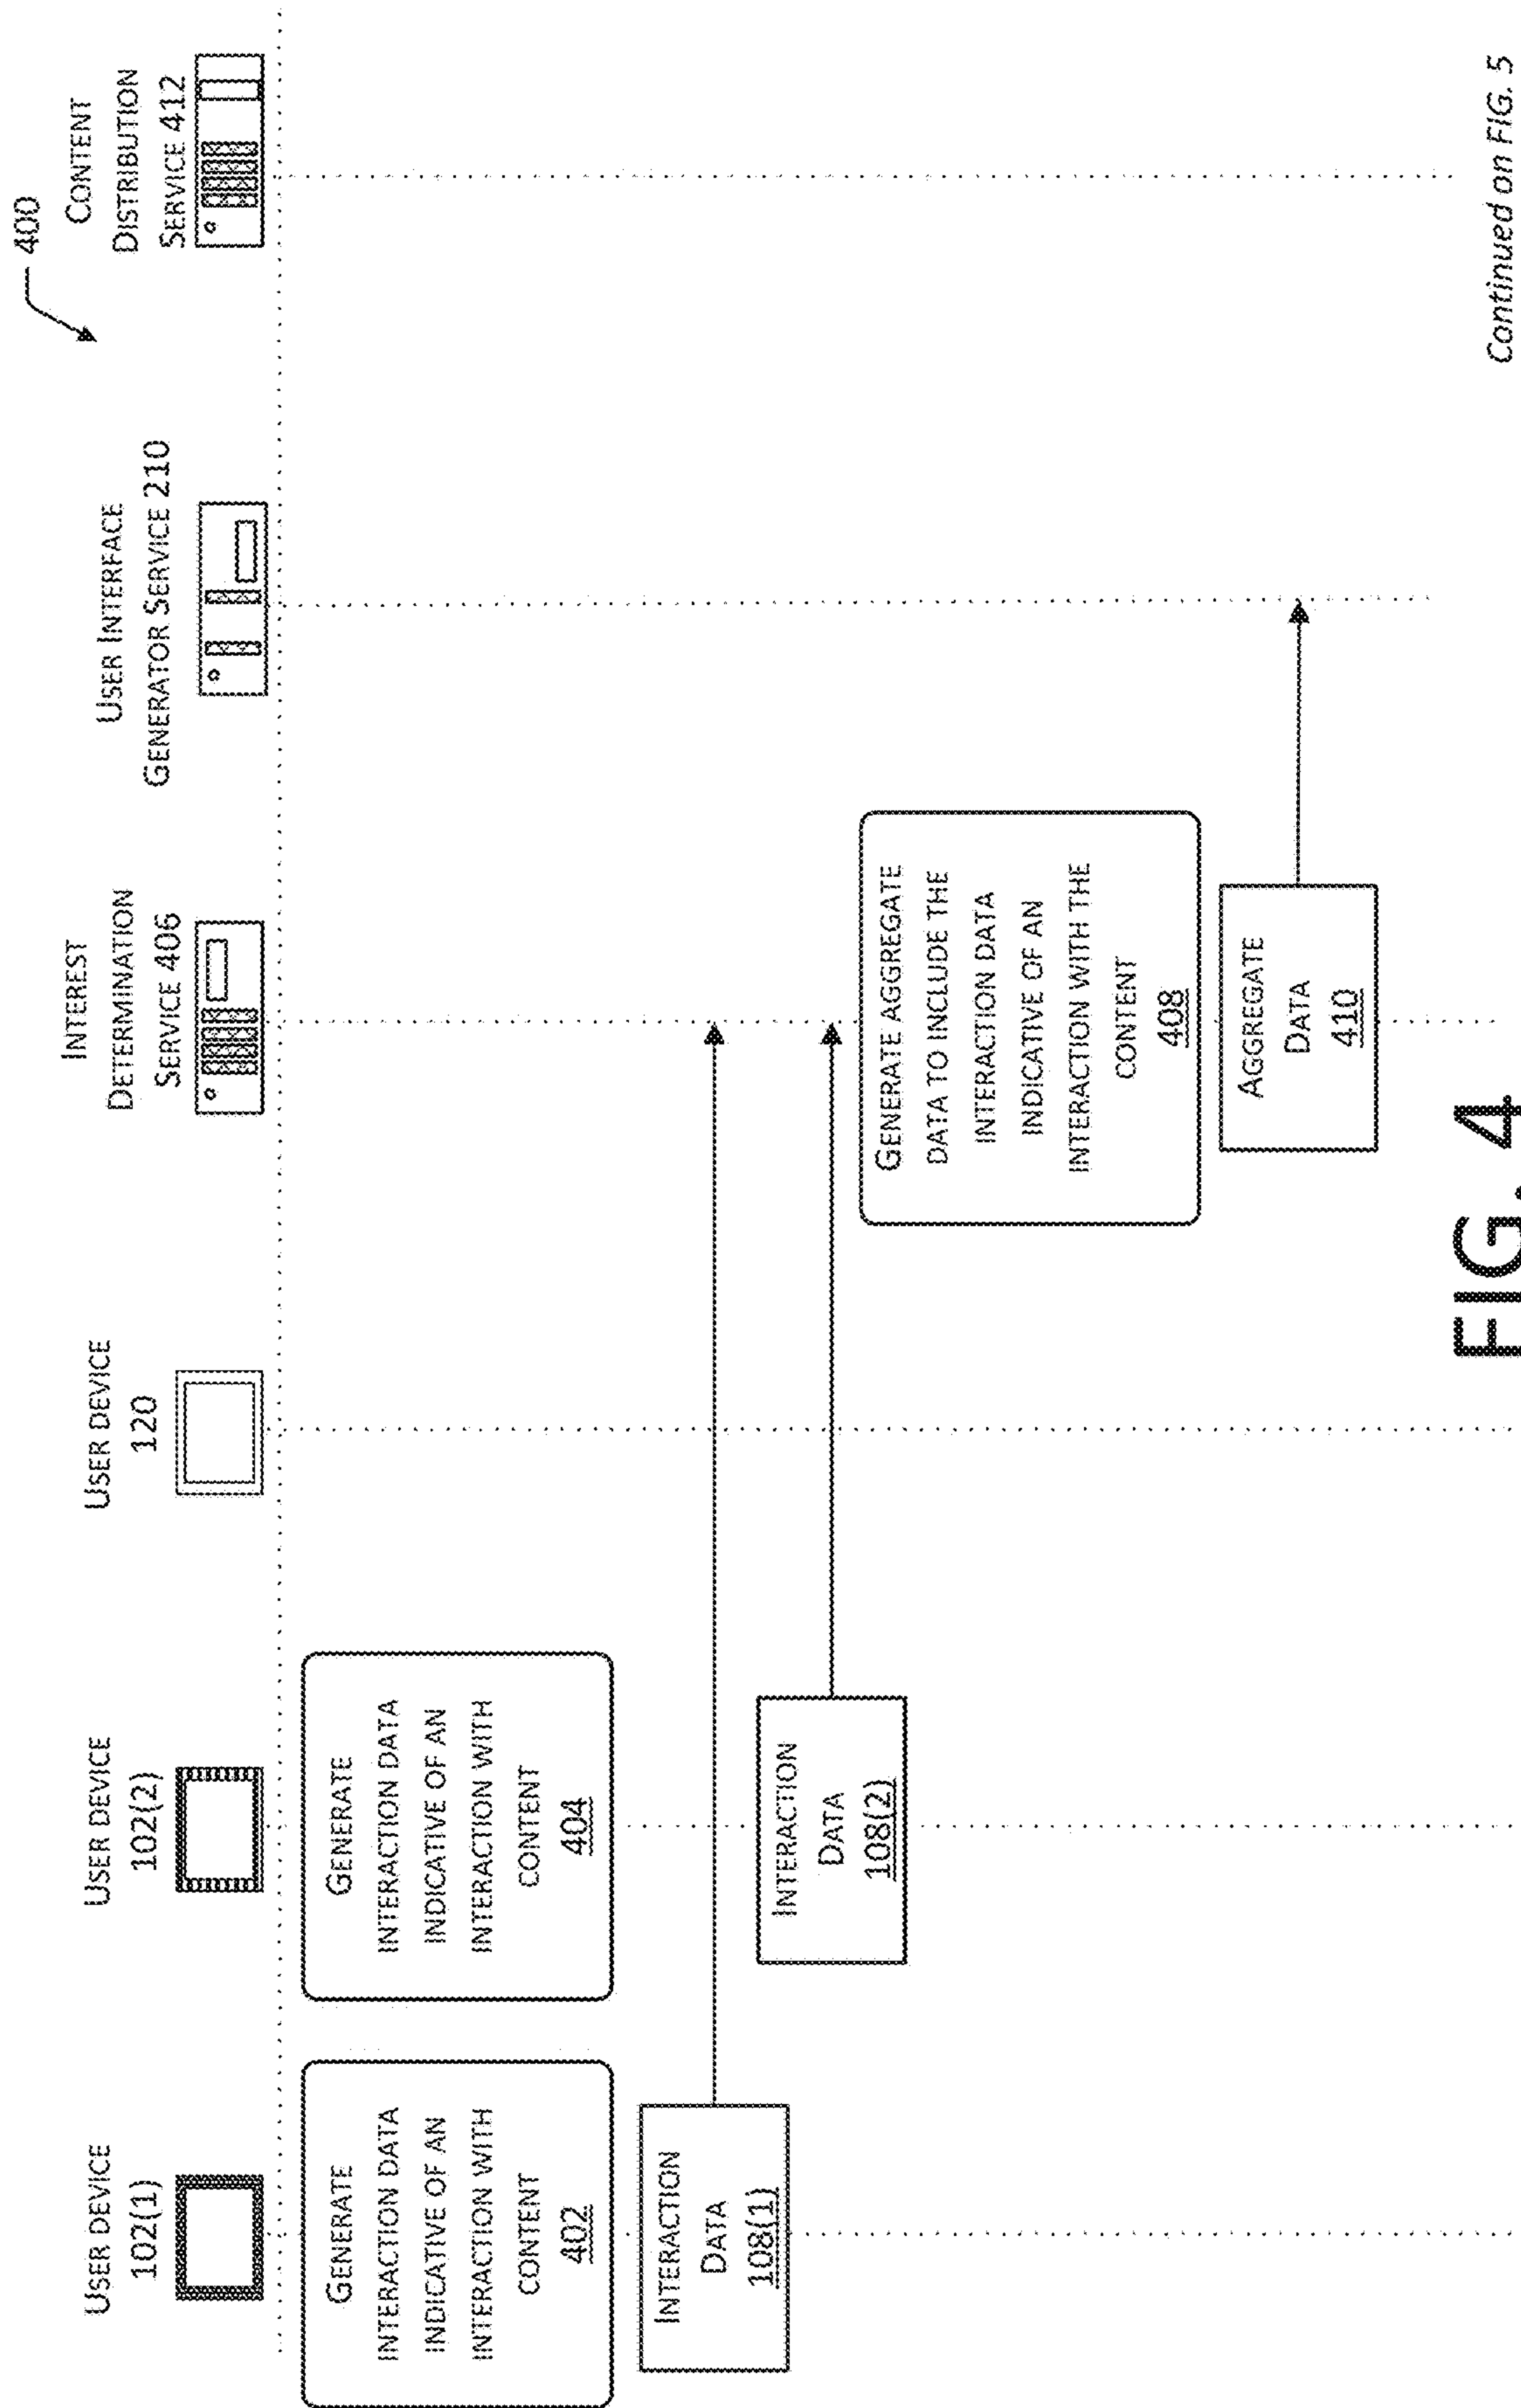 400
USER DEVICE
102(1)
USER DEVICE
102(2)
USER DEVICE
120
INTEREST
DETERMINATION
SERVICE 406
USER INTERFACE
GENERATOR SERVICE 210
CONTENT
DISTRIBUTION
SERVICE 412
GENERATE
INTERACTION DATA
INDICATIVE OF AN
INTERACTION WITH
CONTENT
402
GENERATE
INTERACTION DATA
INDICATIVE OF AN
INTERACTION WITH
CONTENT
404
INTERACTION
DATA
108(1)
INTERACTION
DATA
108(2)
GENERATE AGGREGATE
DATA TO INCLUDE THE
INTERACTION DATA
INDICATIVE OF AN
INTERACTION WITH THE
CONTENT
408
AGGREGATE
DATA
410
FIG. 4
Continued on FIG. 5